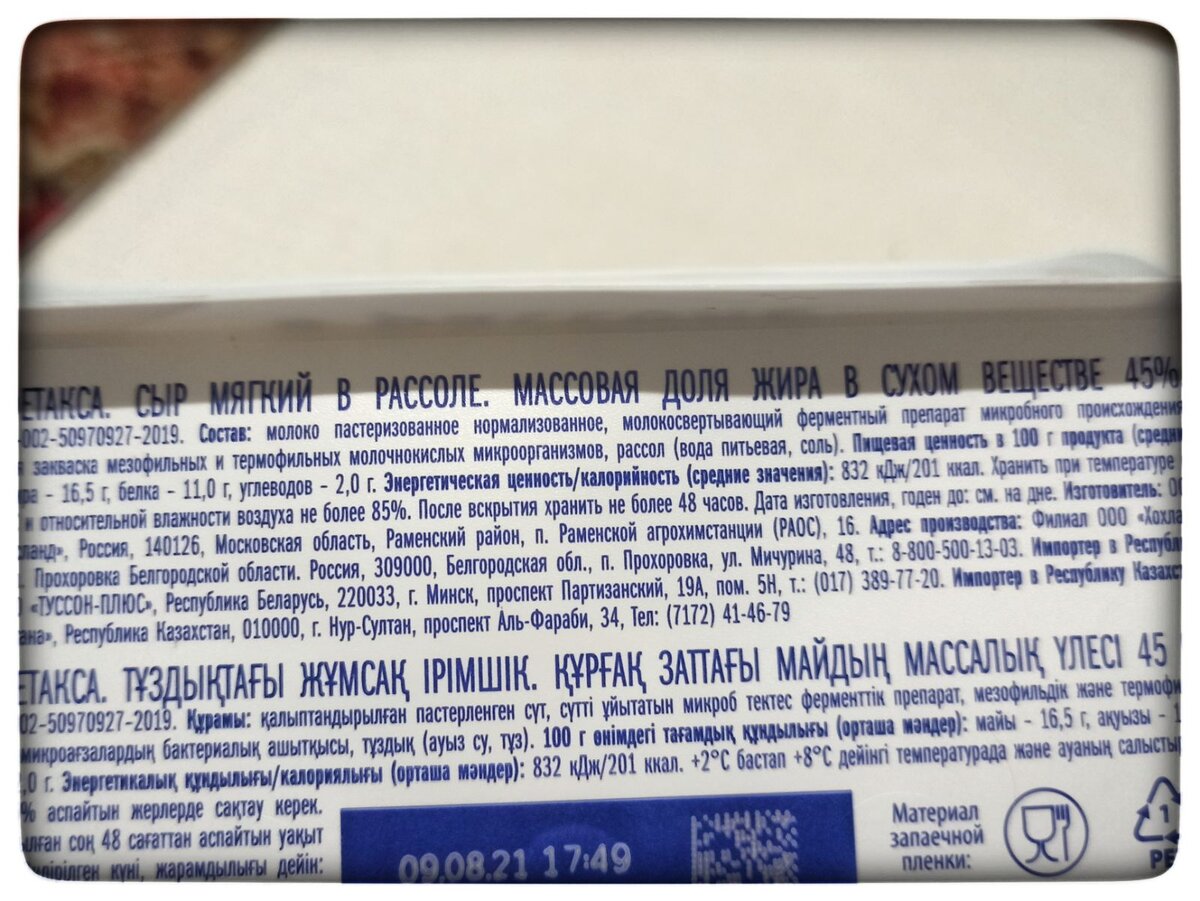 ЕТАКСА. СЫР МЯГКИЙ В РАССОЛЕ. МАССОВАЯ ДОЛЯ ЖИРА В СУХОМ ВЕЩЕСТВЕ 45%
-002-50970927-2019. Состав: молоко пастеризованное нормализованное, молокосвертывающий ферментный препарат микробного происхождения
закваска мезофильных и термофильных молочнокислых микроорганизмов, рассол (вода питьевая, соль). Пищевая ценность в 100 г продукта (средн
ра – 16,5 г, белка – 11,0 г, углеводов – 2,0 г. Энергетическая ценность/калорийность (средние значения): 832 кДж/201 ккал. Хранить при температуре
и относительной влажности воздуха не более 85%. После вскрытия хранить не более 48 часов. Дата изготовления, годен до: см. на дне. Изготовитель: ОО
ланд», Россия, 140126, Московская область, Раменский район, п. Раменской агрохимстанции (РАОС), 16. Адрес производства: Филиал ООО «Хохла
. Прохоровка Белгородской области. Россия, 309000, Белгородская обл., п. Прохоровка, ул. Мичурина, 48, т.: 8-800-500-13-03. Импортер в Республ
О «ТУССОН-ПЛЮС», Республика Беларусь, 220033, г. Минск, проспект Партизанский, 19А, пом. 5Н, т.: (017) 389-77-20. Импортер в Республику Казахс
ана», Республика Казахстан, 010000, г. Нур-Султан, проспект Аль-Фараби, 34, Тел: (7172) 41-46-79
ЕТАКСА. ТҰЗДЫҚТАҒЫ ЖҰМСАҚ ІРІМШІК. ҚҰРҒАҚ ЗАТТАҒЫ МАЙДЫҢ МАССАЛЫҚ ҮЛЕСІ 45
02-50970927-2019. Құрамы: қалыптандырылған пастерленген сүт, сүтті ұйытатын микроб тектес ферменттік препарат, мезофильдік және термофи
микроағзалардың бактериалық ашытқысы, тұздық (ауыз су, тұз). 100 г өнімдегі тағамдық құндылығы (орташа мәндер): майы – 16,5 г, ақуызы – 1
,0 г. Энергетикалық құндылығы/калориялығы (орташа мәндер): 832 кДж/201 ккал. +2°С бастап +8°С дейінгі температурада және ауаның салысты
% аспайтын жерлерде сақтау керек.
ылған соң 48 сағаттан аспайтын уақыт
күні, жарамдылығы дейін:
09.08.21 17:49
Материал
запаечной
пленки:
1
PE